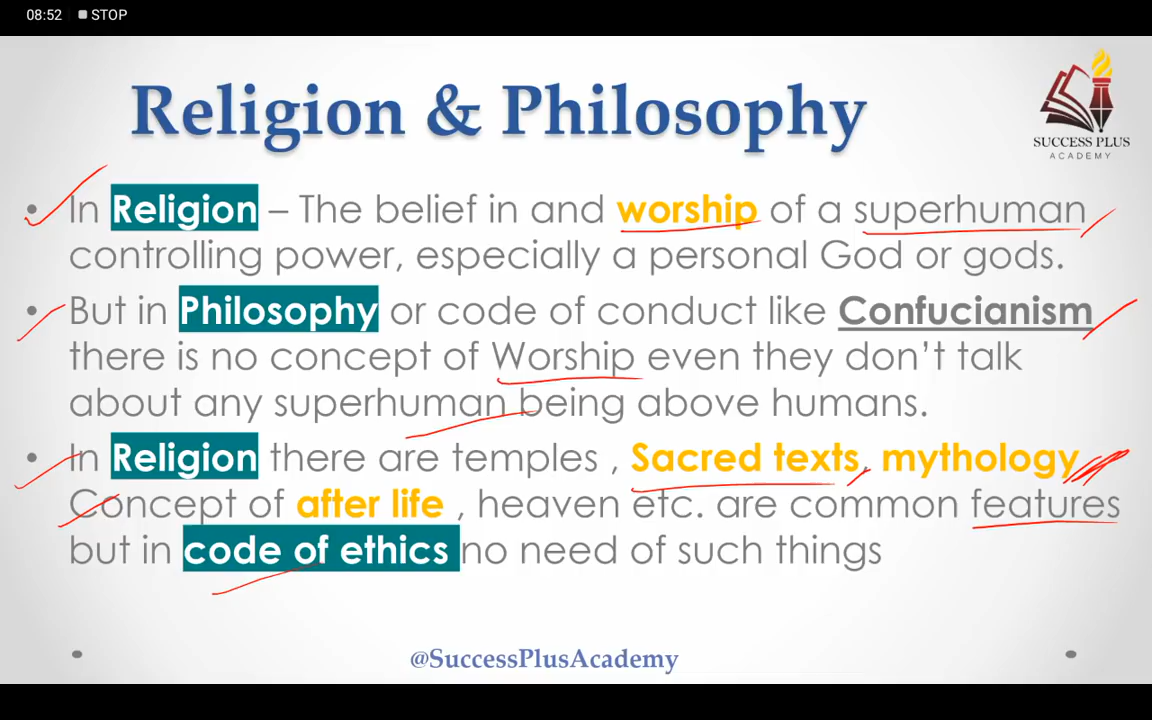 08:52 STOP
Religion & Philosophy
SUCCESS PLUS
ACADEMY
• In Religion – The belief in and worship of a superhuman
controlling power, especially a personal God or gods.
• But in Philosophy or code of conduct like Confucianism
there is no concept of Worship even they don't talk
about any superhuman being above humans.
• In Religion there are temples , Sacred texts, mythology
Concept of after life , heaven etc. are common features
but in code of ethics no need of such things
@SuccessPlusAcademy